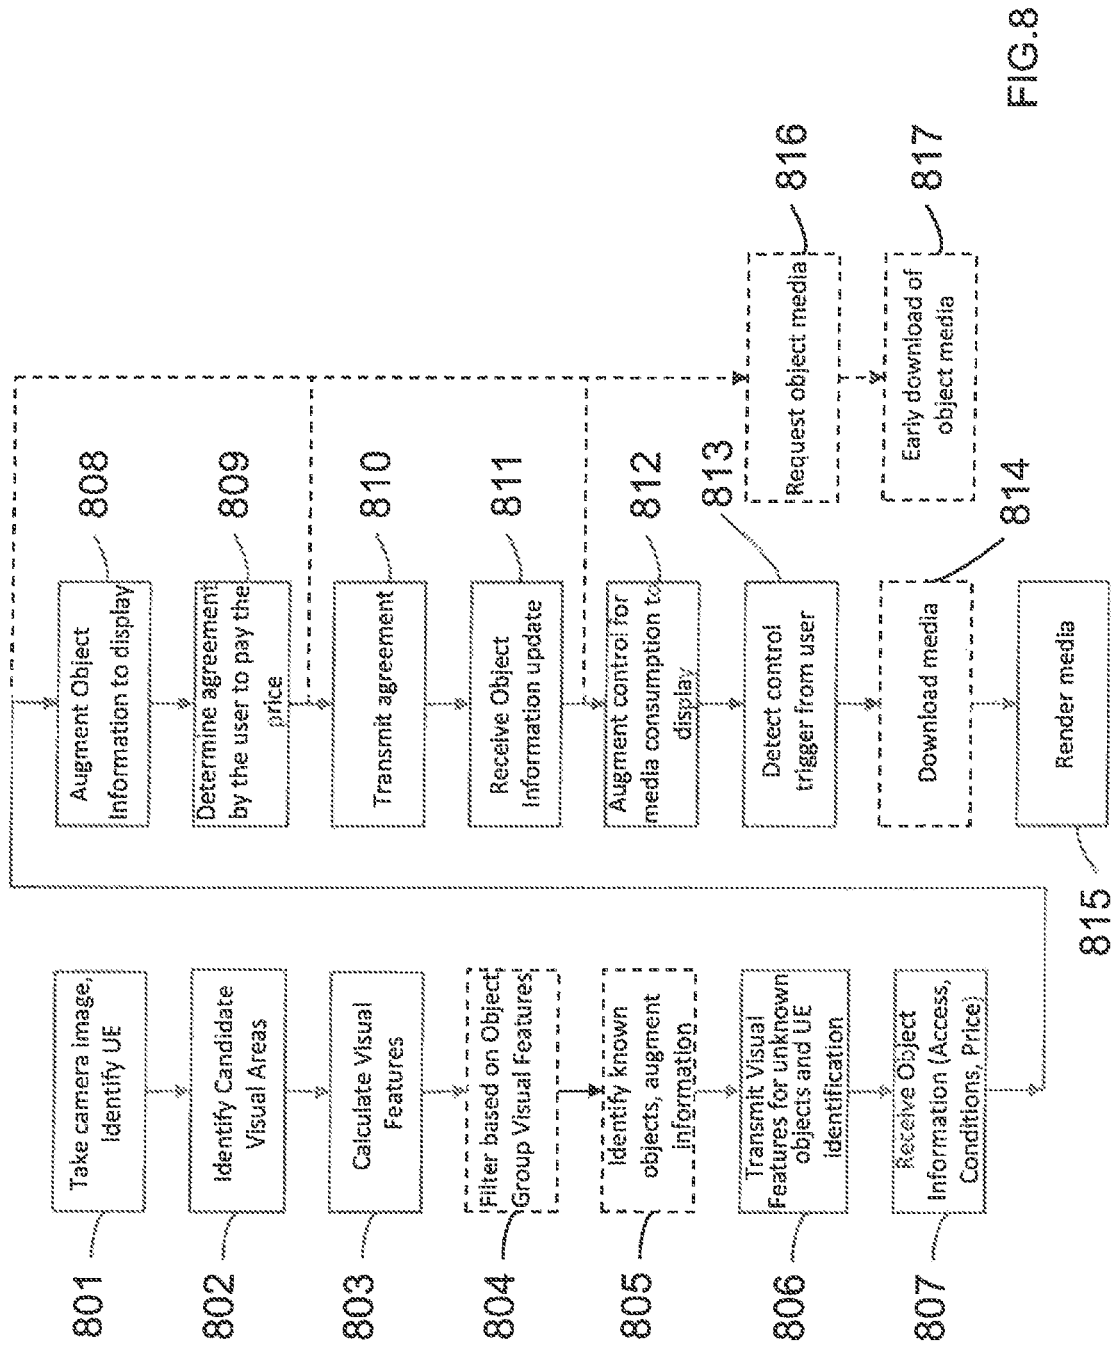 801
Take camera image,
Identify UE
802
Identify Candidate
Visual Areas
803
Calculate Visual
Features
804
Filter based on Object
Group Visual Features
805
Identify known
objects, augment
information
806
Transmit Visual
Features for unknown
objects and UE
identification
807
Receive Object
Information (Access,
Conditions, Price)
808
Augment Object
Information to display
809
Determine agreement
by the user to pay the
price
810
Transmit agreement
811
Receive Object
Information update
812
Augment control for
media consumption to
display
813
Detect control
trigger from user
814
Download media
815
Render media
816
Request object media
817
Early download of
object media
FIG.8